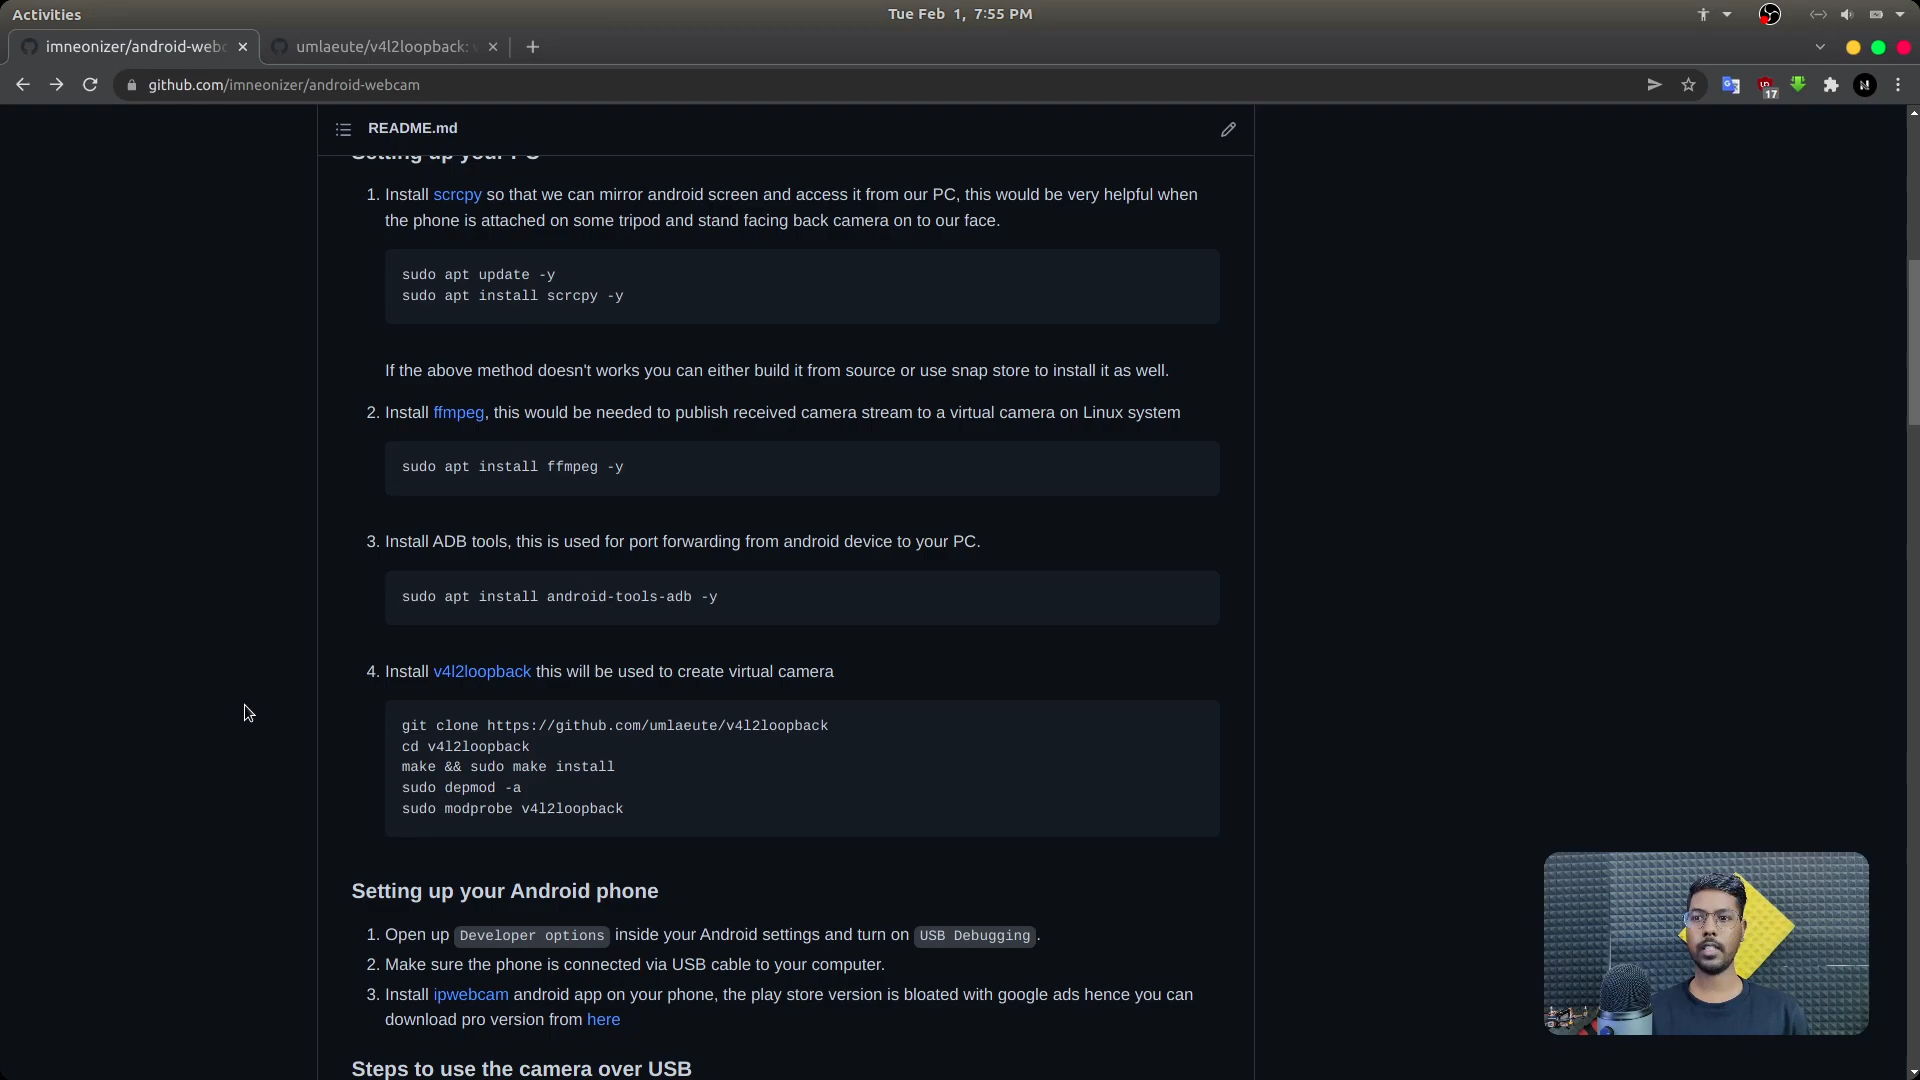 Activities
Tue Feb 1, 7:55 PM
imneonizer/android-webc
umlaeute/v4l2loopback:
github.com/imneonizer/android-webcam
17
N
README.md
Setting up your PC
1. Install scrcpy so that we can mirror android screen and access it from our PC, this would be very helpful when
the phone is attached on some tripod and stand facing back camera on to our face.
sudo apt update -y
sudo apt install scrcpy -y
If the above method doesn't works you can either build it from source or use snap store to install it as well.
2. Install ffmpeg, this would be needed to publish received camera stream to a virtual camera on Linux system
sudo apt install ffmpeg -y
3. Install ADB tools, this is used for port forwarding from android device to your PC.
sudo apt install android-tools-adb -y
4. Install v4l2loopback this will be used to create virtual camera
git clone https://github.com/umlaeute/v4l2loopback
cd v4l2loopback
make && sudo make install
sudo depmod -a
sudo modprobe v4l2loopback
Setting up your Android phone
1. Open up Developer options inside your Android settings and turn on USB Debugging.
2. Make sure the phone is connected via USB cable to your computer.
3. Install ipwebcam android app on your phone, the play store version is bloated with google ads hence you can
download pro version from here
Steps to use the camera over USB